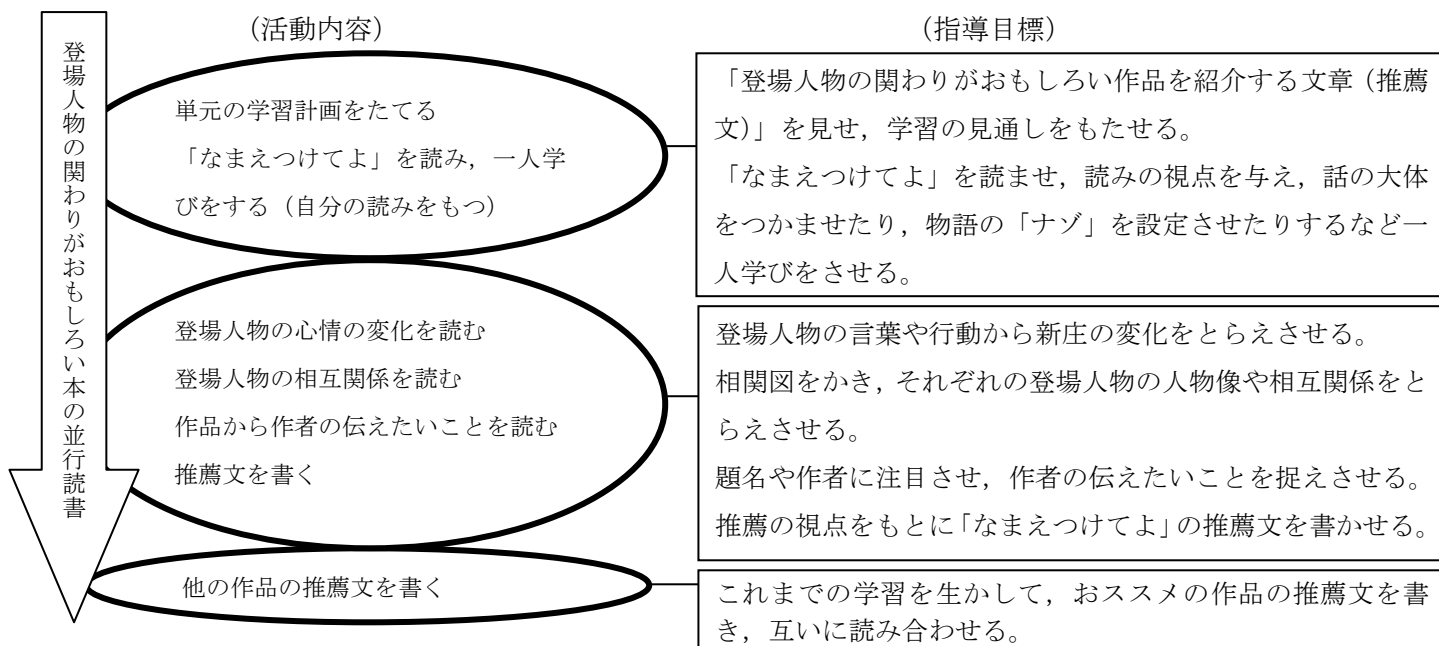 (活動内容)
(指導目標)
登場人物の関わりがおもしろい本の並行読書
単元の学習計画をたてる
「なまえつけてよ」を読み，一人学
びをする（自分の読みをもつ）
「登場人物の関わりがおもしろい作品を紹介する文章（推薦
文）」を見せ，学習の見通しをもたせる。
「なまえつけてよ」を読ませ，読みの視点を与え，話の大体
をつかませたり，物語の「ナゾ」を設定させたりするなど一
人学びをさせる。
登場人物の心情の変化を読む
登場人物の相互関係を読む
作品から作者の伝えたいことを読む
推薦文を書く
登場人物の言葉や行動から新庄の変化をとらえさせる。
相関図をかき，それぞれの登場人物の人物像や相互関係をと
らえさせる。
題名や作者に注目させ，作者の伝えたいことを捉えさせる。
推薦の視点をもとに「なまえつけてよ」の推薦文を書かせる。
他の作品の推薦文を書く
これまでの学習を生かして，おススメの作品の推薦文を書
き，互いに読み合わせる。